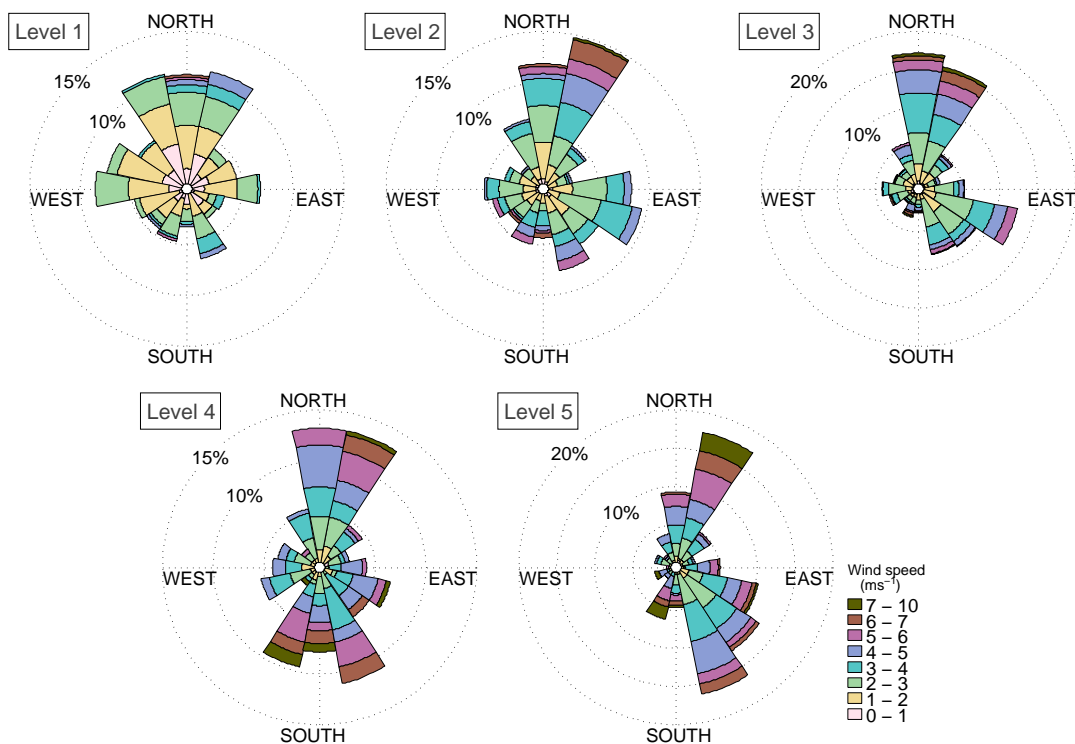 Level 1
NORTH
15%
10%
WEST
EAST
SOUTH
Level 2
NORTH
15%
10%
WEST
EAST
SOUTH
Level 3
NORTH
20%
10%
WEST
EAST
SOUTH
Level 4
NORTH
15%
10%
WEST
EAST
SOUTH
Level 5
NORTH
20%
10%
WEST
EAST
SOUTH
Wind speed
(ms⁻¹)
7 – 10
6 – 7
5 – 6
4 – 5
3 – 4
2 – 3
1 – 2
0 – 1